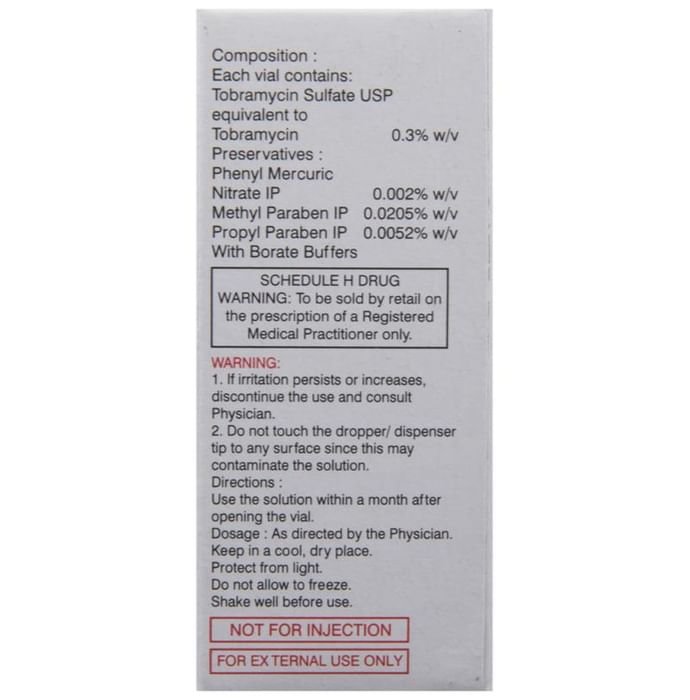 Composition :
Each vial contains:
Tobramycin Sulfate USP
equivalent to
Tobramycin 0.3% w/v
Preservatives :
Phenyl Mercuric
Nitrate IP 0.002% w/v
Methyl Paraben IP 0.0205% w/v
Propyl Paraben IP 0.0052% w/v
With Borate Buffers
SCHEDULE H DRUG
WARNING: To be sold by retail on
the prescription of a Registered
Medical Practitioner only.
WARNING:
1. If irritation persists or increases,
discontinue the use and consult
Physician.
2. Do not touch the dropper/ dispenser
tip to any surface since this may
contaminate the solution.
Directions :
Use the solution within a month after
opening the vial.
Dosage : As directed by the Physician.
Keep in a cool, dry place.
Protect from light.
Do not allow to freeze.
Shake well before use.
NOT FOR INJECTION
FOR EXTERNAL USE ONLY